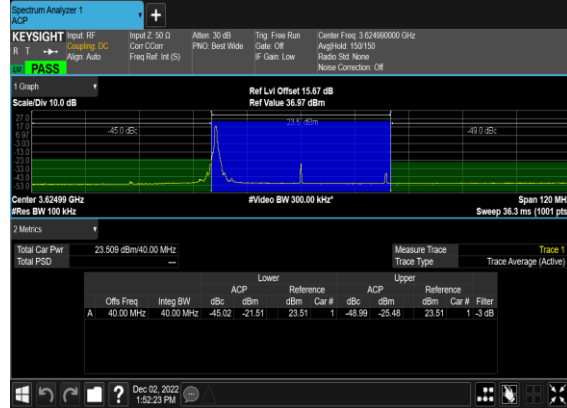 Spectrum Analyzer 1
ACP
KEYSIGHT
R T
LXI
PASS
Input: RF
Coupling: DC
Align: Auto
Input Z: 50 Ω
Corr CCorr
Freq Ref: Int (S)
Atten: 30 dB
PNO: Best Wide
Trig: Free Run
Gate: Off
IF Gain: Low
Center Freq: 3.624990000 GHz
Avg|Hold: 150/150
Radio Std: None
Noise Correction: Off
1 Graph
Scale/Div 10.0 dB
Ref Lvl Offset 15.67 dB
Ref Value 36.97 dBm
27.0
17.0
6.97
-3.03
-13.0
-23.0
-33.0
-43.0
-53.0
-45.0 dBc
23.5 dBm
-49.0 dBc
Center 3.62499 GHz
#Video BW 300.00 kHz*
Span 120 MHz
#Res BW 100 kHz
Sweep 36.3 ms (1001 pts)
2 Metrics
Total Car Pwr 23.509 dBm/40.00 MHz
Total PSD ---
Measure Trace Trace 1
Trace Type Trace Average (Active)
Lower Upper
ACP Reference ACP Reference
Offs Freq Integ BW dBc dBm dBm Car # dBc dBm dBm Car # Filter
A 40.00 MHz 40.00 MHz -45.02 -21.51 23.51 1 -48.99 -25.48 23.51 1 -3 dB
?
Dec 02, 2022
1:52:23 PM